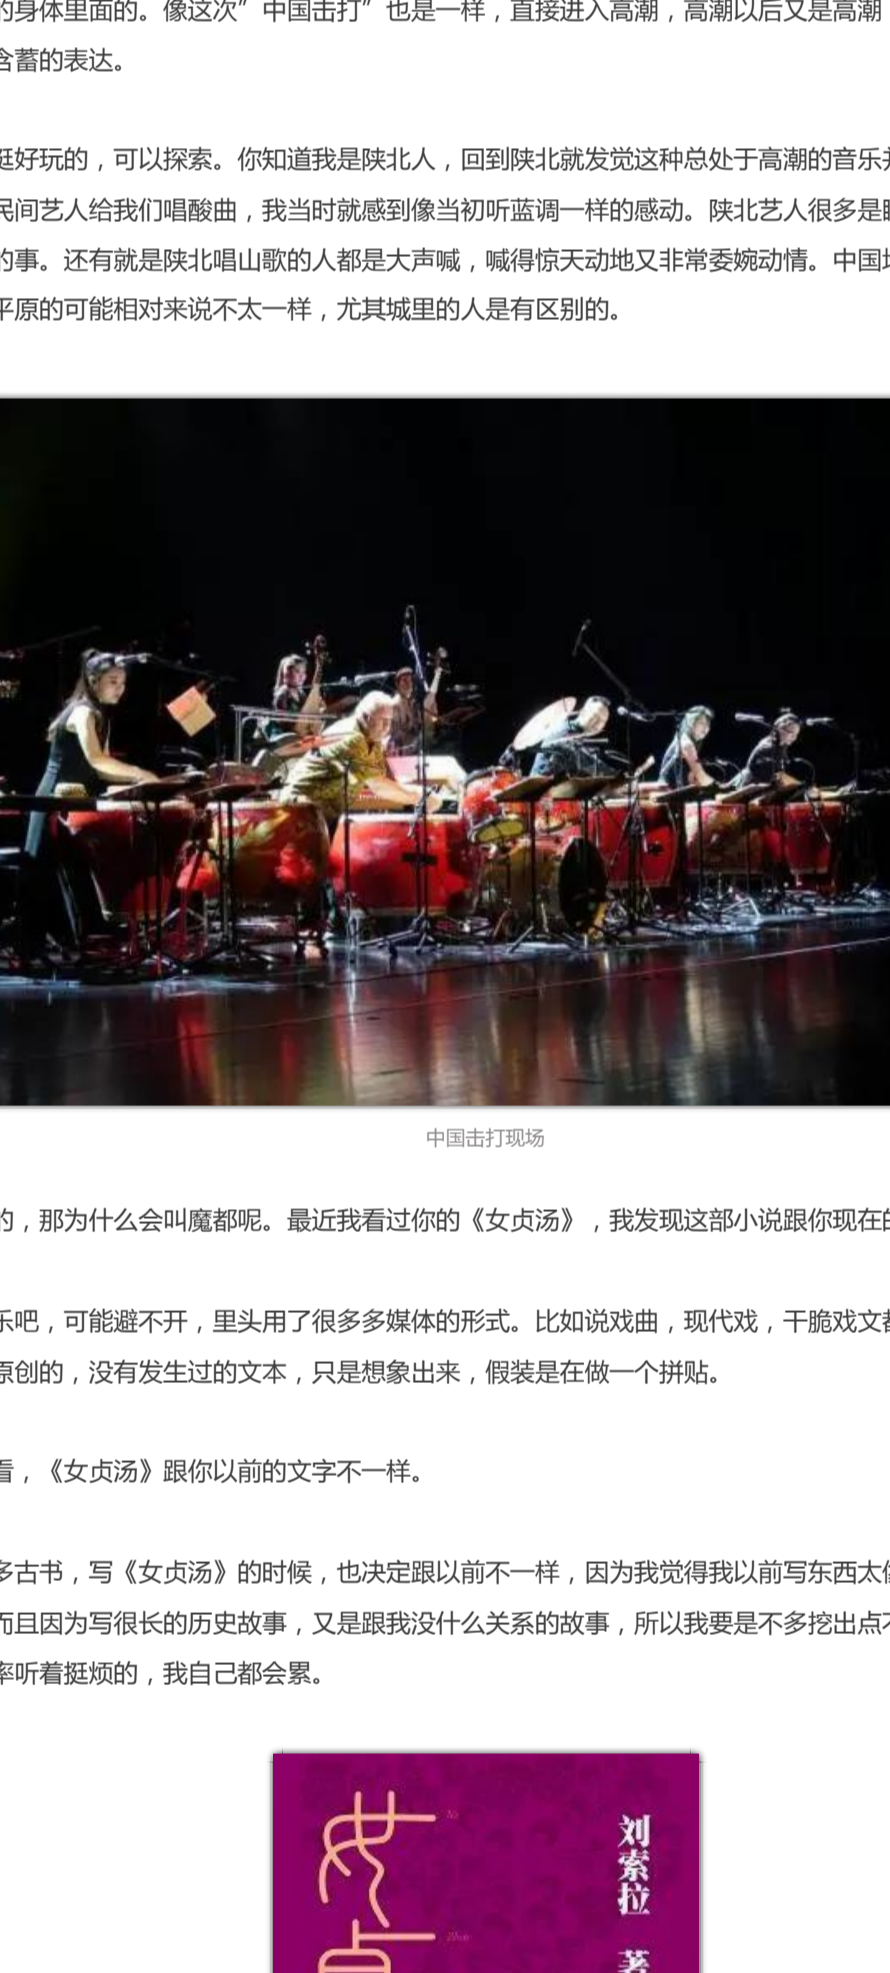 的身体里面的。像这次”中国击打”也是一样，直接进入高潮，高潮以后又是高潮
含蓄的表达。
挺好玩的，可以探索。你知道我是陕北人，回到陕北就发觉这种总处于高潮的音乐
民间艺人给我们唱酸曲，我当时就感到像当初听蓝调一样的感动。陕北艺人很多是
的事。还有就是陕北唱山歌的人都是大声喊，喊得惊天动地又非常委婉动情。中国
平原的可能相对来说不太一样，尤其城里的人是有区别的。
中国击打现场
的，那为什么会叫魔都呢。最近我看过你的《女贞汤》，我发现这部小说跟你现在的
乐吧，可能避不开，里头用了很多多媒体的形式。比如说戏曲，现代戏，干脆戏文都
原创的，没有发生过的文本，只是想象出来，假装是在做一个拼贴。
看，《女贞汤》跟你以前的文字不一样。
多古书，写《女贞汤》的时候，也决定跟以前不一样，因为我觉得我以前写东西太
而且因为写很长的历史故事，又是跟我没什么关系的故事，所以我要是不多挖出点
率听着挺烦的，我自己都会累。
女
贞
刘索拉 著